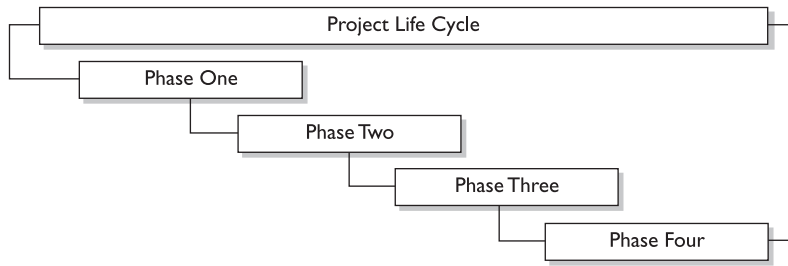 Project Life Cycle
Phase One
Phase Two
Phase Three
Phase Four